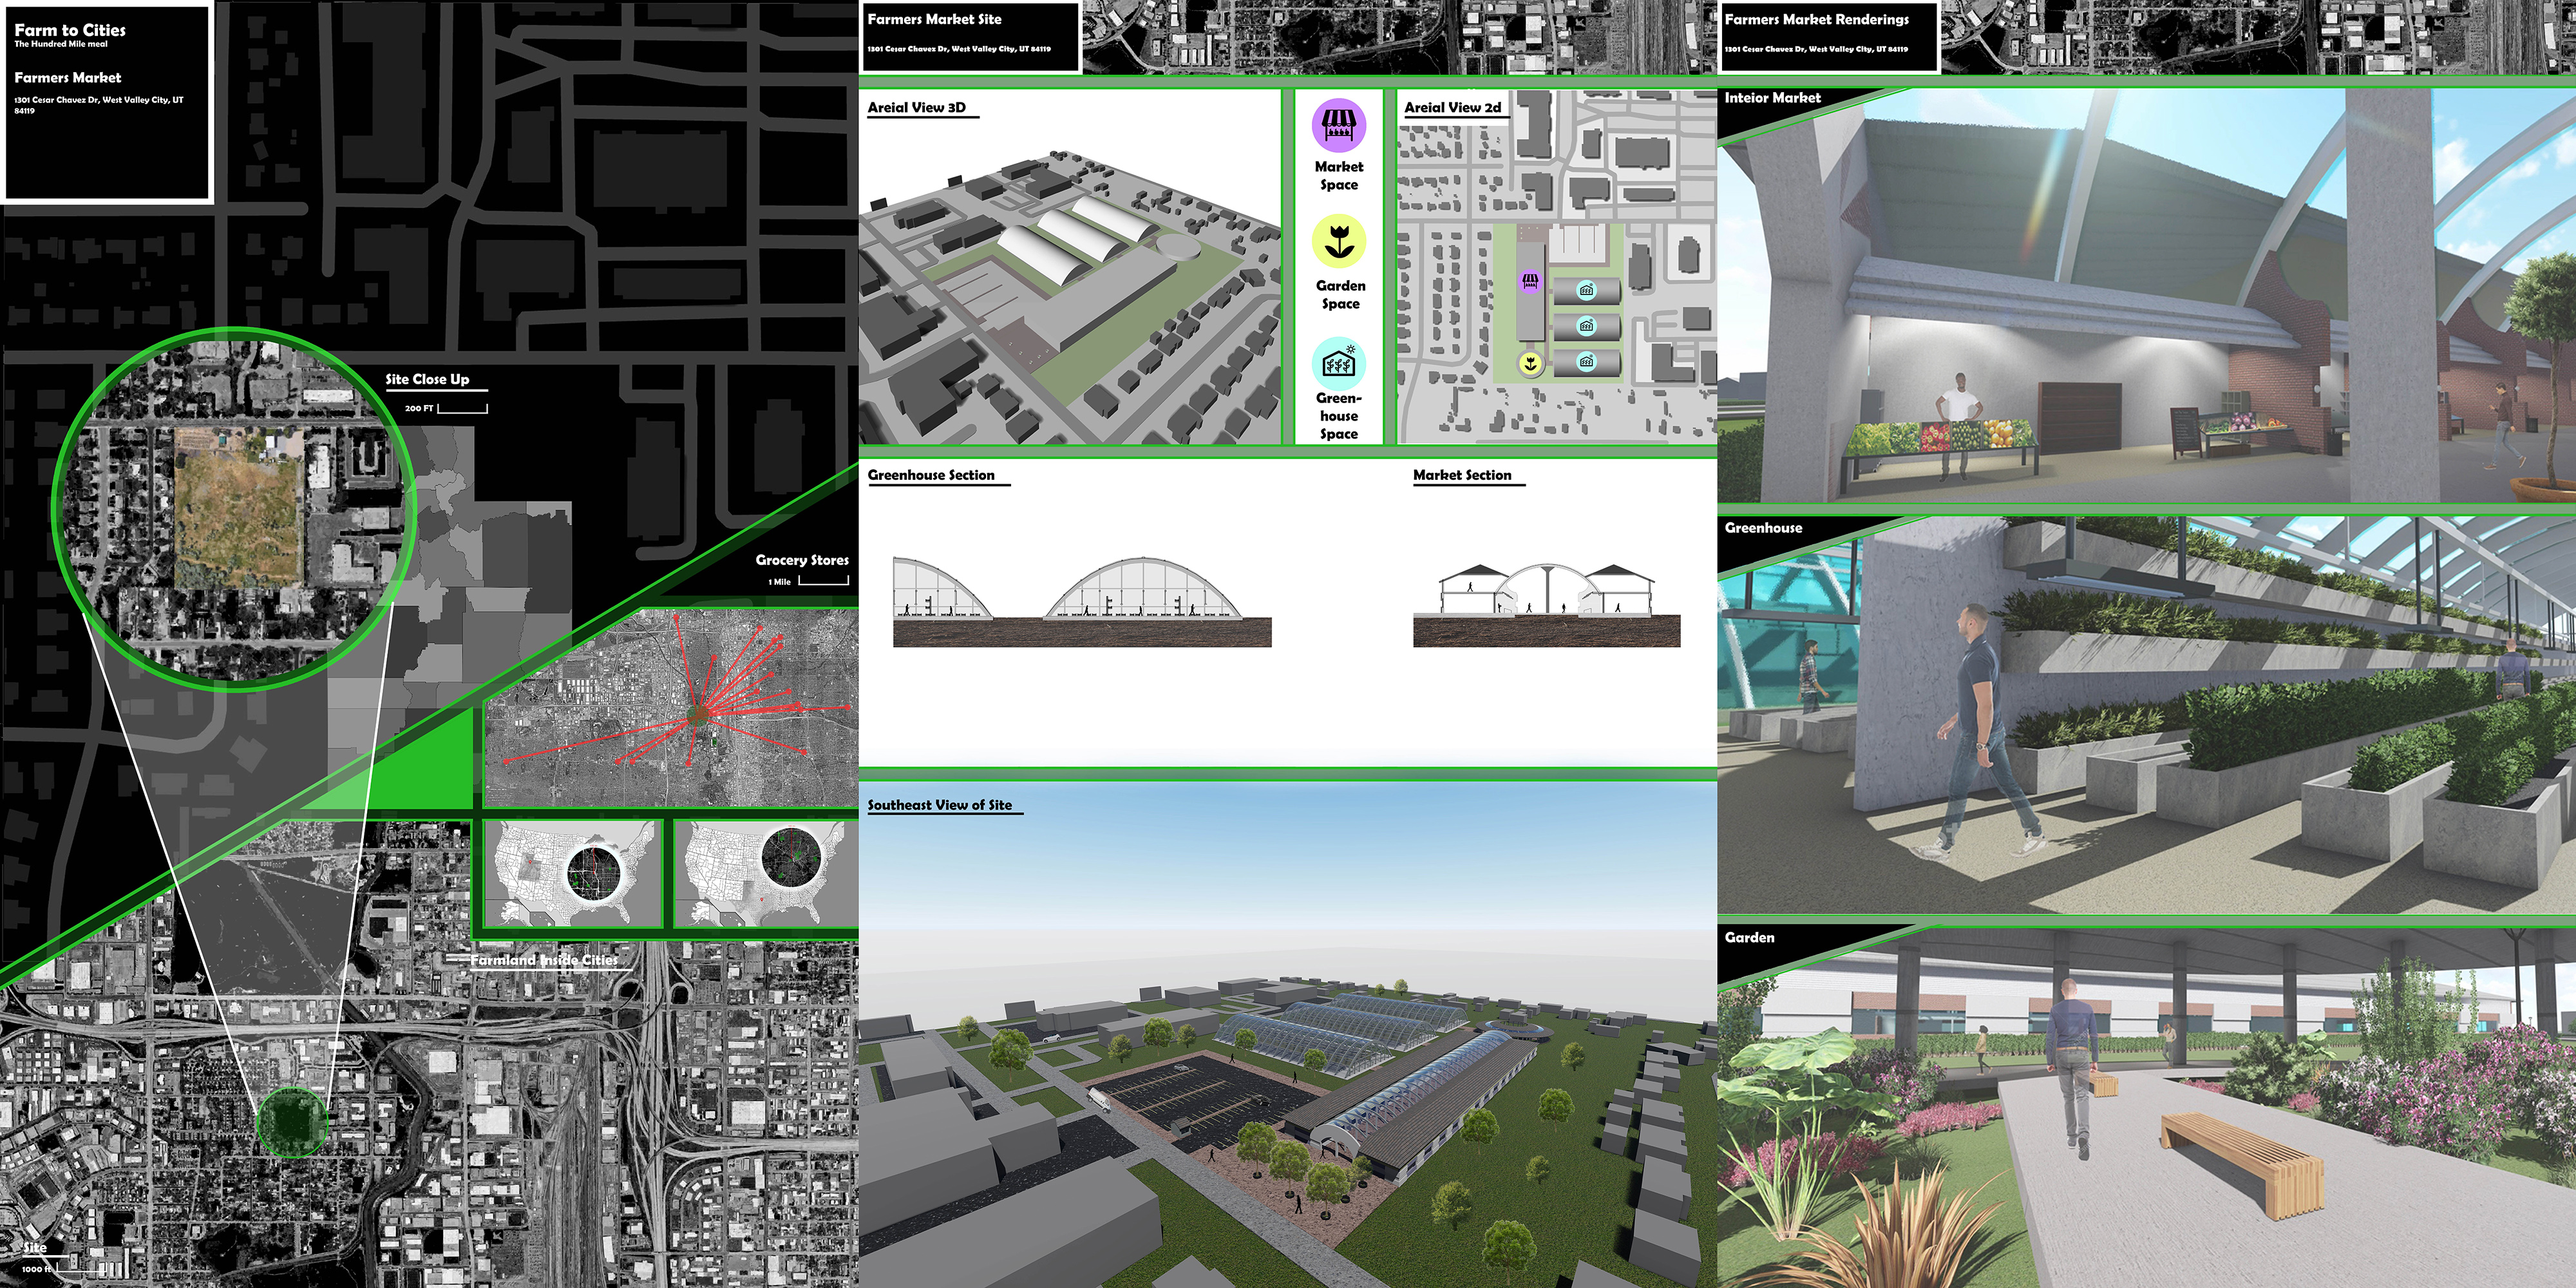 Farm to Cities
The Hundred Mile meal
Farmers Market
1301 Cesar Chavez Dr, West Valley City, UT
84119
Site Close Up
200 FT
Grocery Stores
1 Mile
Farmland Inside Cities
Site
1000 ft
Farmers Market Site
1301 Cesar Chavez Dr, West Valley City, UT 84119
Areial View 3D
Market
Space
Garden
Space
Green-
house
Space
Areial View 2d
Greenhouse Section
Market Section
Southeast View of Site
Farmers Market Renderings
1301 Cesar Chavez Dr, West Valley City, UT 84119
Inteior Market
Greenhouse
Garden